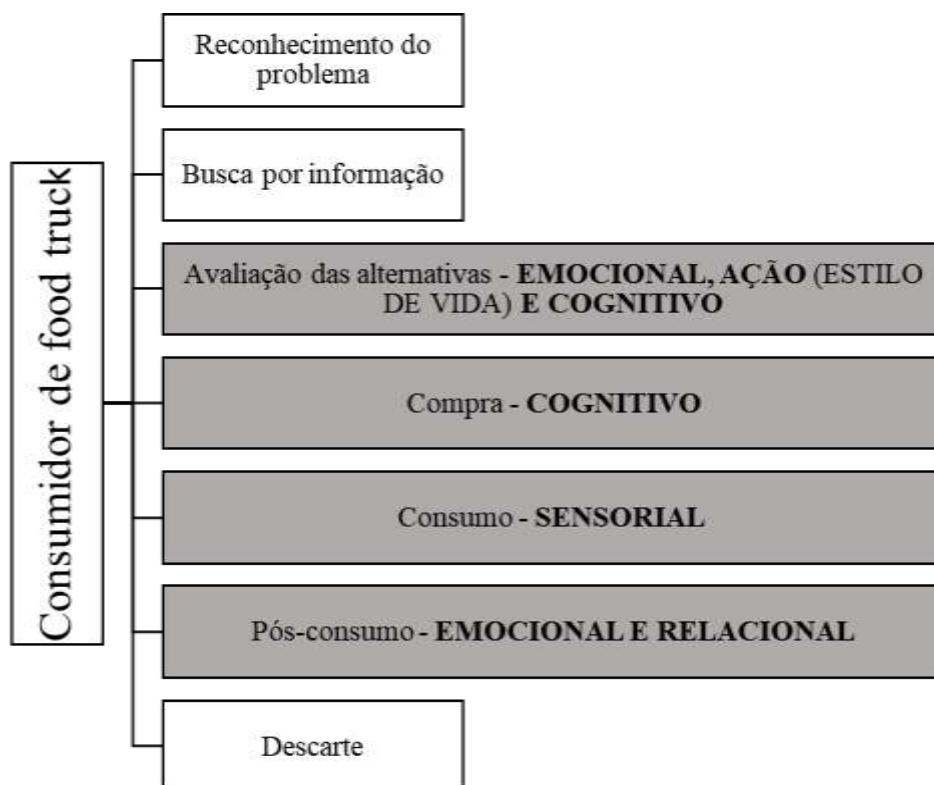 Consumidor de food truck
Reconhecimento do
problema
Busca por informação
Avaliação das alternativas - EMOCIONAL, AÇÃO (ESTILO
DE VIDA) E COGNITIVO
Compra - COGNITIVO
Consumo - SENSORIAL
Pós-consumo - EMOCIONAL E RELACIONAL
Descarte